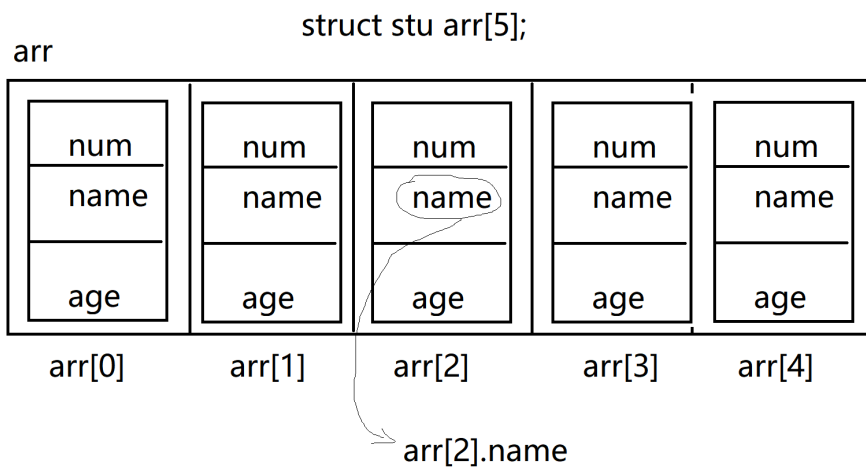 struct stu arr[5];
arr
num num num num num
name name name name name
age age age age age
arr[0] arr[1] arr[2] arr[3] arr[4]
arr[2].name